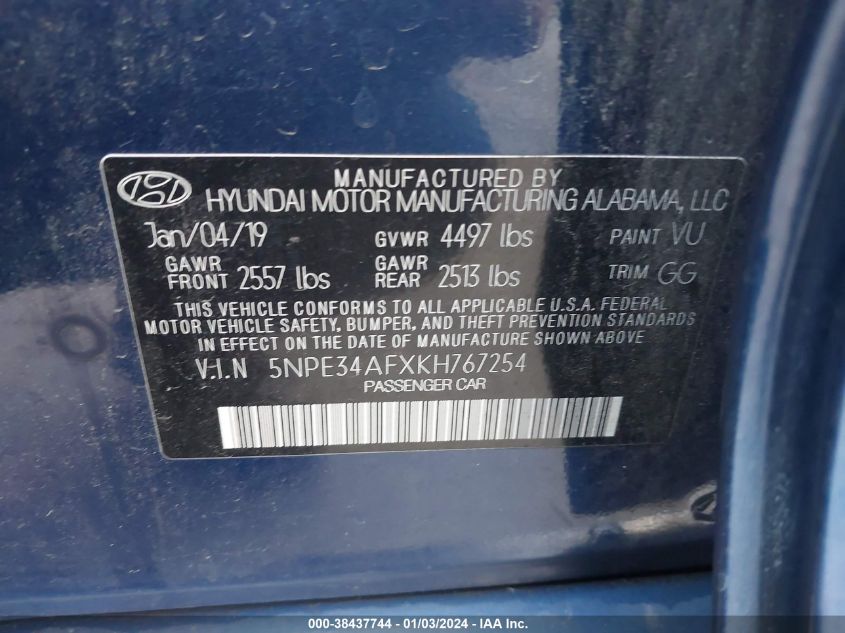 MANUFACTURED BY
HYUNDAI MOTOR MANUFACTURING ALABAMA, LLC
Jan/04/19 GVWR 4497 lbs PAINT VU
GAWR FRONT 2557 lbs GAWR REAR 2513 lbs TRIM GG
THIS VEHICLE CONFORMS TO ALL APPLICABLE U.S.A. FEDERAL
MOTOR VEHICLE SAFETY, BUMPER, AND THEFT PREVENTION STANDARDS
IN EFFECT ON THE DATE OF MANUFACTURE SHOWN ABOVE.
V.I.N 5NPE34AFXKH767254
PASSENGER CAR
000-38437744 - 01/03/2024 - IAA Inc.